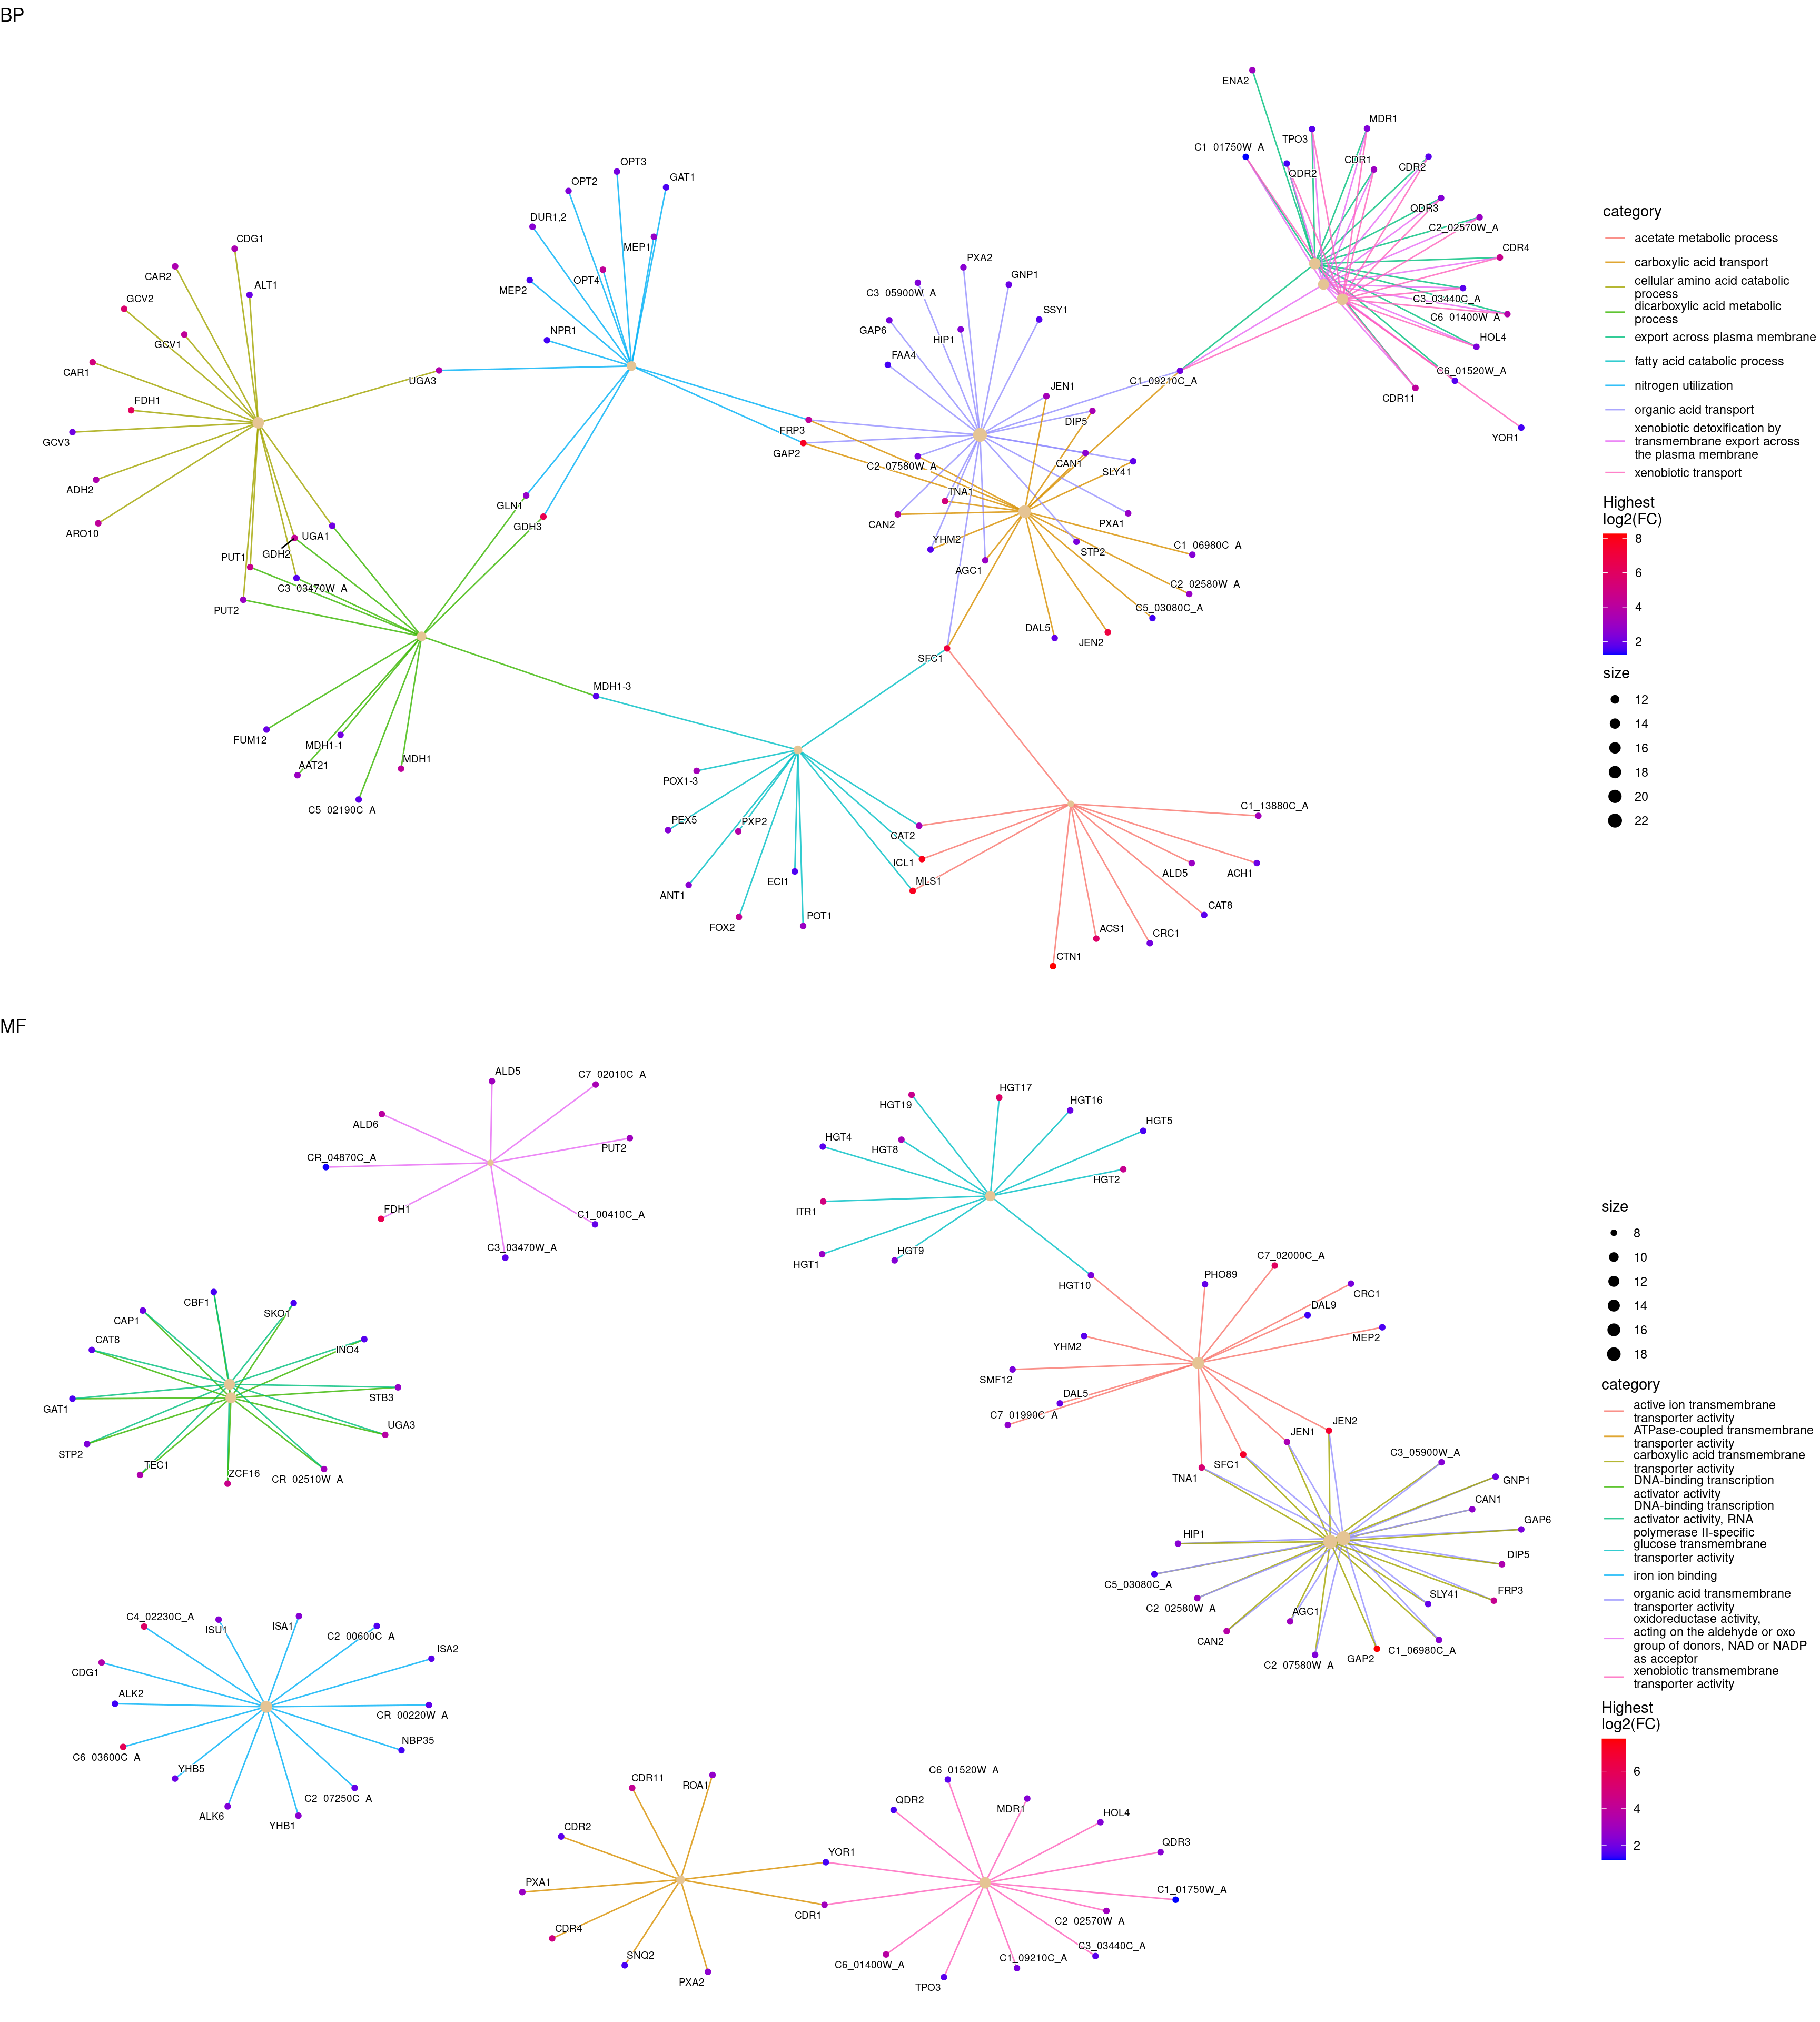 BP
ENA2
MDR1
TPO3
C1_01750W_A
CDR1
CDR2
QDR2
OPT3
OPT2
GAT1
QDR3
DUR1,2
C2_02570W_A
CDG1
MEP1
CDR4
CAR2
PXA2
GNP1
ALT1
OPT4
MEP2
C3_05900W_A
GCV2
C3_03440C_A
SSY1
C6_01400W_A
GAP6
NPR1
HIP1
HOL4
GCV1
FAA4
CAR1
UGA3
C1_09210C_A
C6_01520W_A
JEN1
CDR11
FDH1
DIP5
FRP3
YOR1
GCV3
GAP2
C2_07580W_A
CAN1
SLY41
ADH2
TNA1
GLN1
CAN2
PXA1
ARO10
GDH3
UGA1
YHM2
GDH2
STP2
C1_06980C_A
PUT1
AGC1
C3_03470W_A
C2_02580W_A
PUT2
C5_03080C_A
DAL5
JEN2
SFC1
MDH1-3
FUM12
MDH1-1
MDH1
AAT21
POX1-3
C5_02190C_A
C1_13880C_A
PEX5
PXP2
CAT2
ICL1
ALD5
ACH1
ECI1
MLS1
ANT1
CAT8
POT1
FOX2
ACS1
CRC1
CTN1
category
acetate metabolic process
carboxylic acid transport
cellular amino acid catabolic
process
dicarboxylic acid metabolic
process
export across plasma membrane
fatty acid catabolic process
nitrogen utilization
organic acid transport
xenobiotic detoxification by
transmembrane export across
the plasma membrane
xenobiotic transport
Highest
log2(FC)
8
6
4
2
size
12
14
16
18
20
22
MF
ALD5
C7_02010C_A
ALD6
PUT2
CR_04870C_A
FDH1
C1_00410C_A
C3_03470W_A
HGT17
HGT19
HGT16
HGT5
HGT4
HGT8
HGT2
ITR1
HGT9
HGT1
HGT10
C7_02000C_A
PHO89
CRC1
DAL9
MEP2
YHM2
SMF12
DAL5
C7_01990C_A
CBF1
SKO1
CAP1
CAT8
INO4
STB3
GAT1
UGA3
STP2
TEC1
ZCF16
CR_02510W_A
JEN2
JEN1
SFC1
C3_05900W_A
TNA1
GNP1
CAN1
GAP6
HIP1
DIP5
C5_03080C_A
SLY41
FRP3
C2_02580W_A
AGC1
CAN2
C1_06980C_A
GAP2
C2_07580W_A
C4_02230C_A
ISU1
ISA1
C2_00600C_A
ISA2
CDG1
ALK2
CR_00220W_A
NBP35
C6_03600C_A
YHB5
C2_07250C_A
ALK6
YHB1
CDR11
ROA1
C6_01520W_A
QDR2
MDR1
HOL4
CDR2
YOR1
QDR3
PXA1
C1_01750W_A
CDR1
C2_02570W_A
CDR4
C3_03440C_A
SNQ2
C6_01400W_A
C1_09210C_A
PXA2
TPO3
size
8
10
12
14
16
18
category
active ion transmembrane
transporter activity
ATPase-coupled transmembrane
transporter activity
carboxylic acid transmembrane
transporter activity
DNA-binding transcription
activator activity
DNA-binding transcription
activator activity, RNA
polymerase II-specific
glucose transmembrane
transporter activity
iron ion binding
organic acid transmembrane
transporter activity
oxidoreductase activity,
acting on the aldehyde or oxo
group of donors, NAD or NADP
as acceptor
xenobiotic transmembrane
transporter activity
Highest
log2(FC)
6
4
2